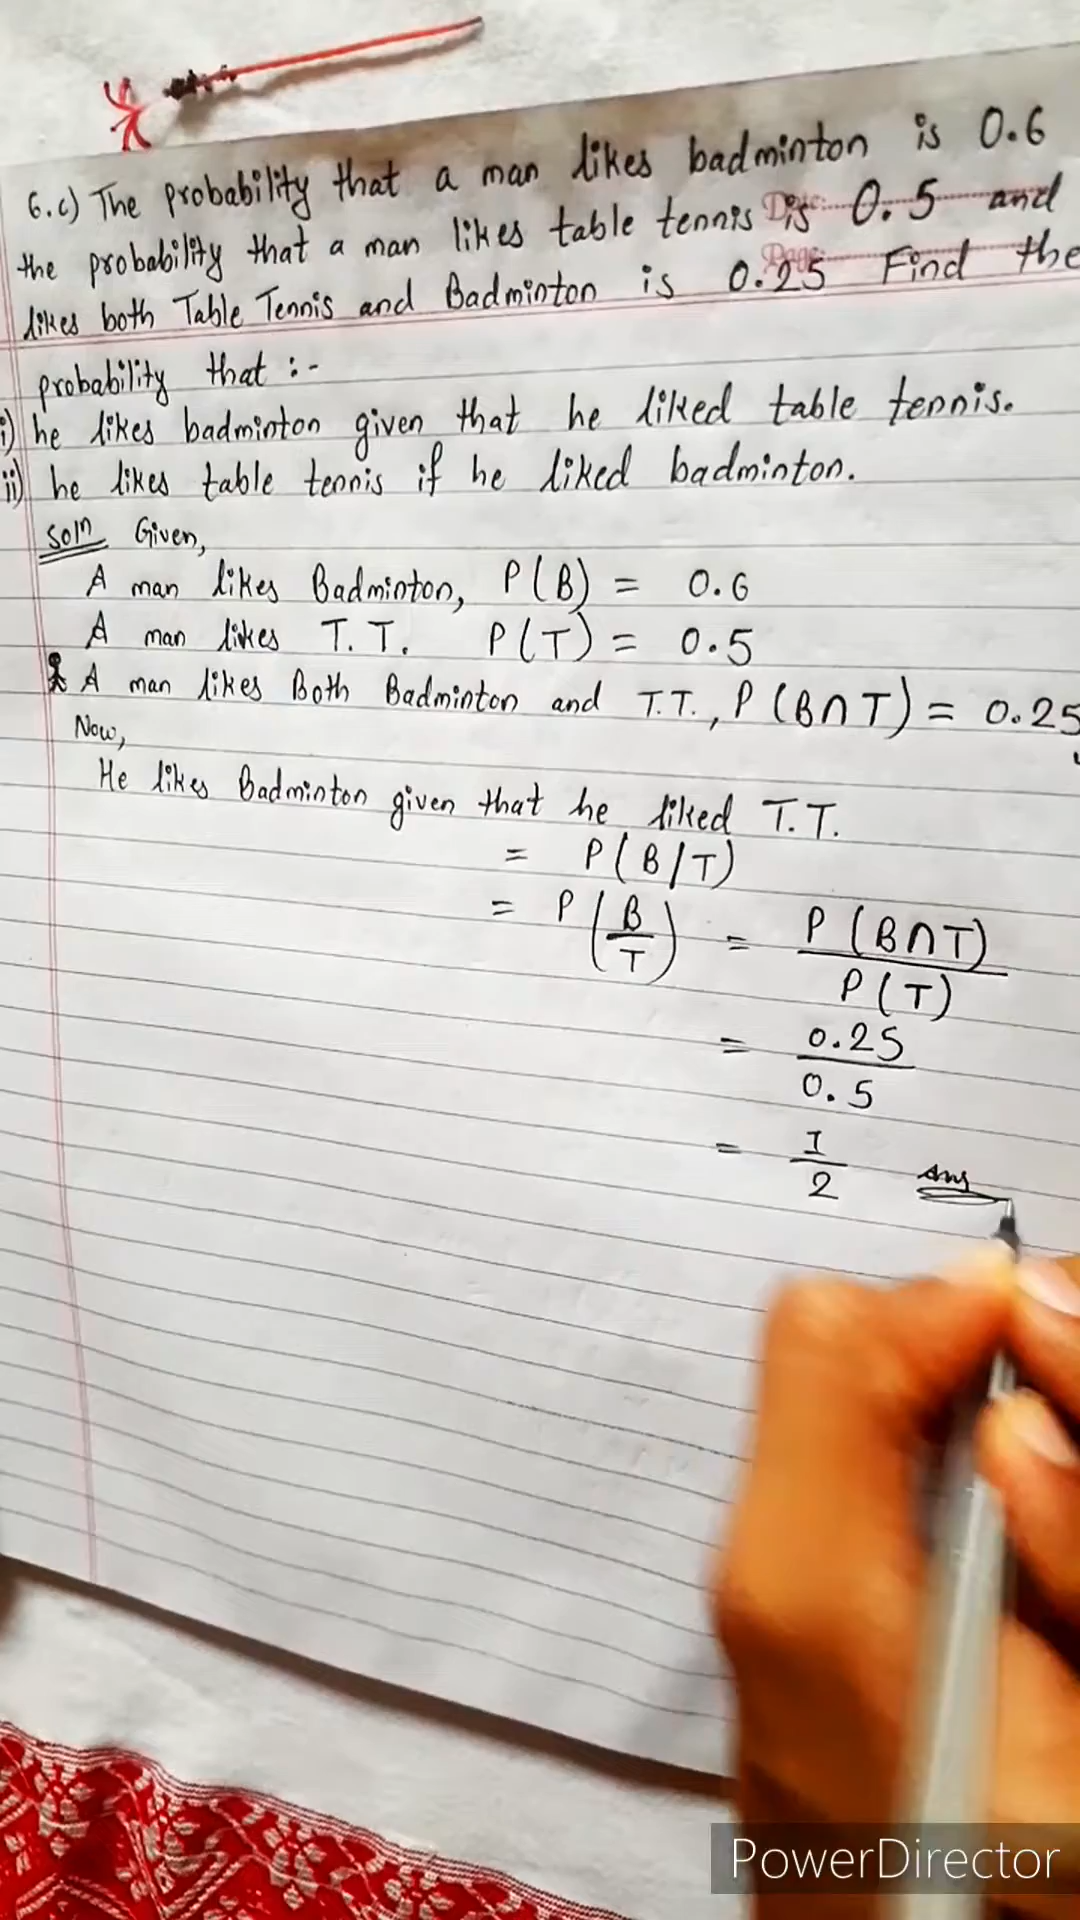 6.c) The probability that a man likes badminton is 0.6
the probability that a man likes table tennis is 0.5 and
likes both Table Tennis and Badminton is 0.25 Find the
probability that :-
i) he likes badminton given that he liked table tennis.
ii) he likes table tennis if he liked badminton.
Soln Given,
A man likes Badminton, P(B) = 0.6
A man likes T.T. P(T) = 0.5
A man likes Both Badminton and T.T., P (B∩T) = 0.25
Now,
He likes Badminton given that he liked T.T.
= P(B/T)
= P(B/T) = P(B∩T)/P(T)
= 0.25/0.5
= 1/2 Ans
PowerDirector